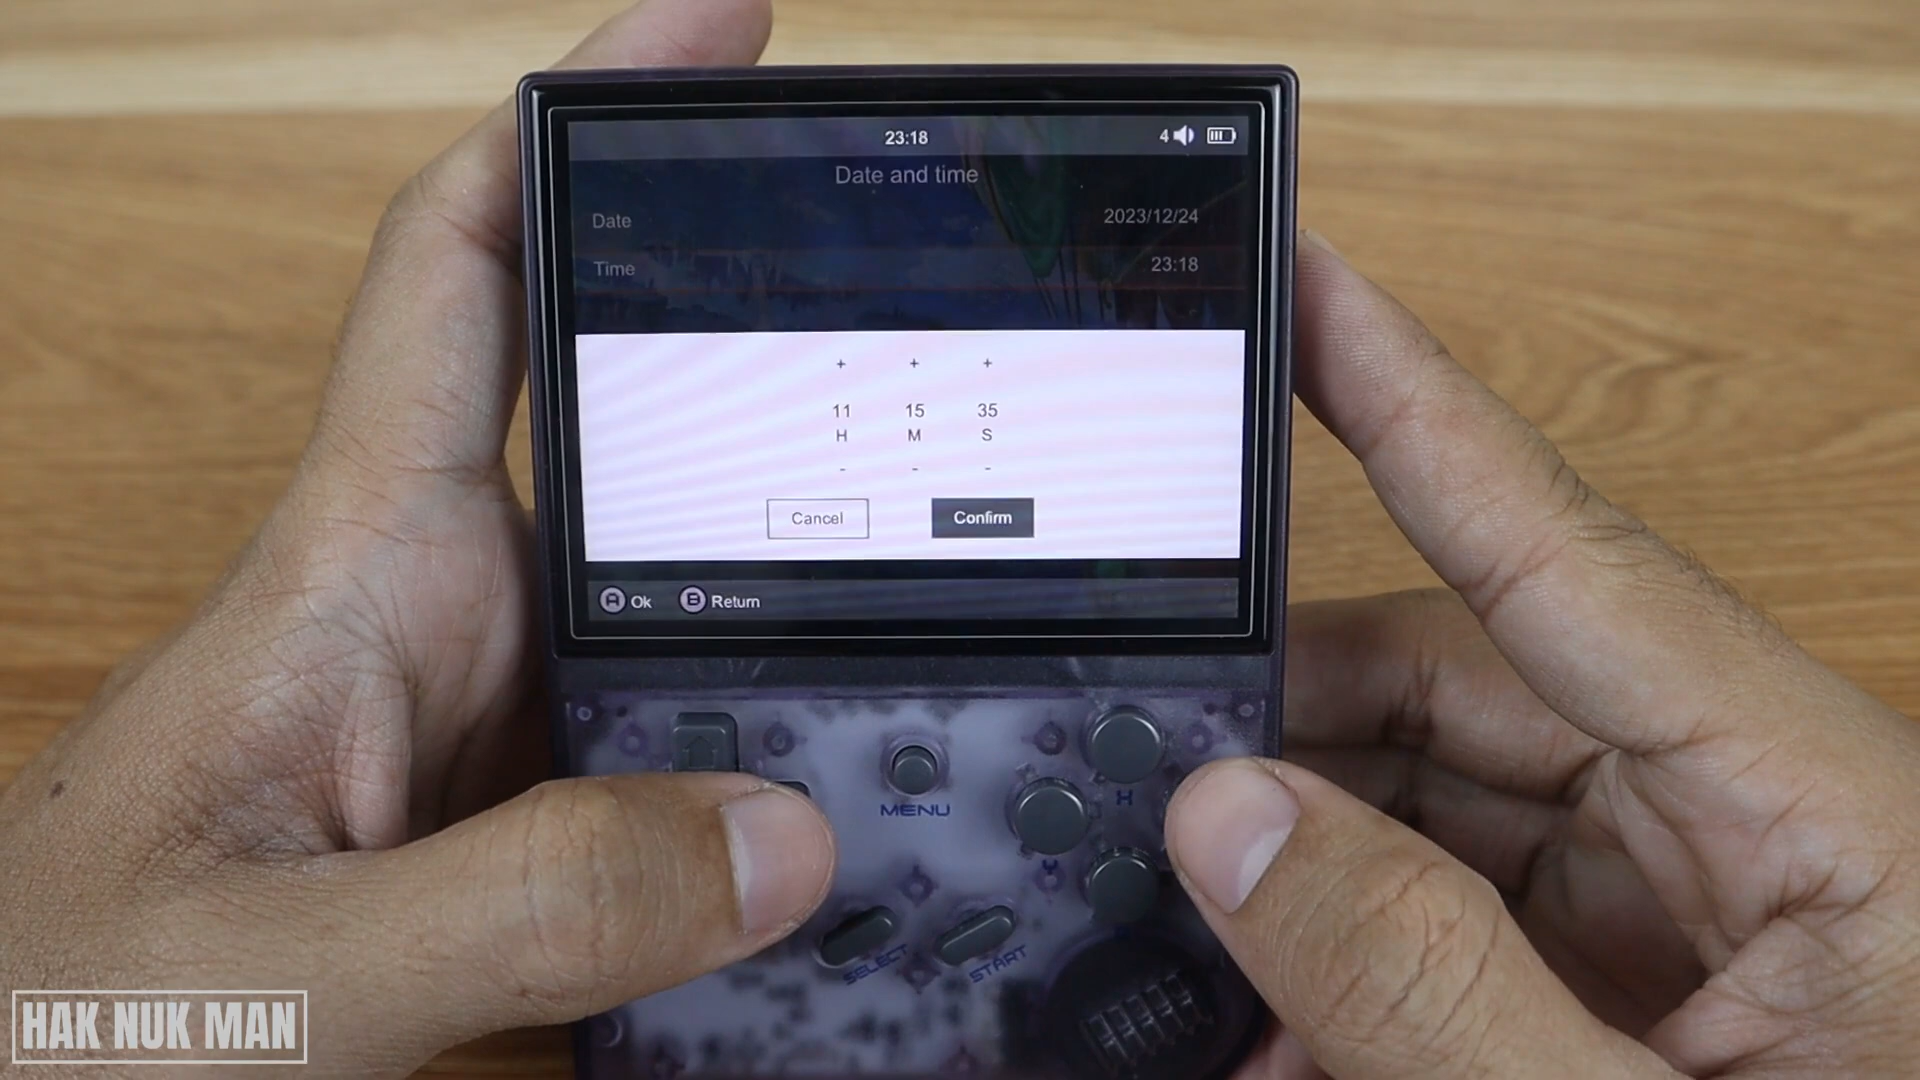 23:18
4
Date and time
Date 2023/12/24
Time 23:18
+ + +
11 15 35
H M S
- - -
Cancel Confirm
A Ok B Return
MENU
X
Y
SELECT START
HAK NUK MAN